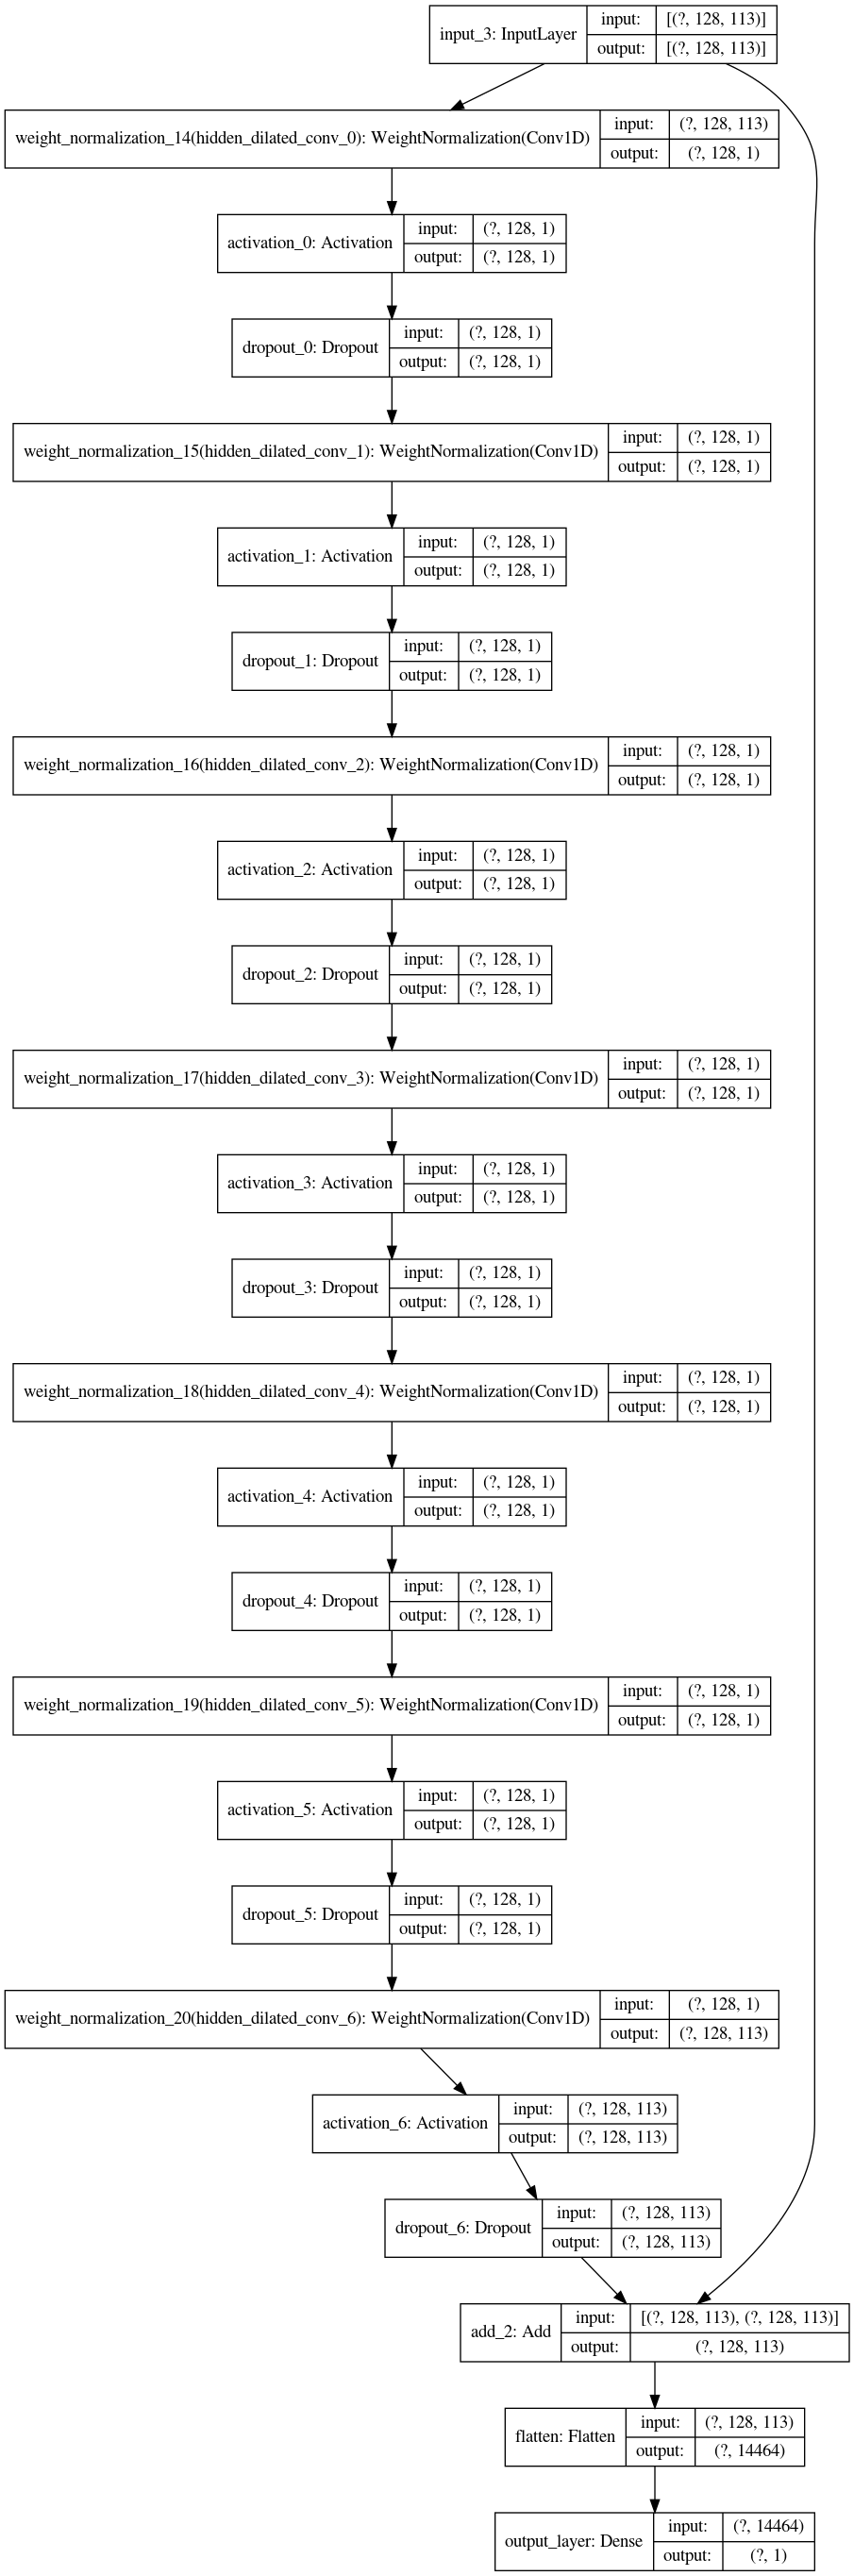 input_3: InputLayer
input: [(?, 128, 113)]
output: [(?, 128, 113)]
weight_normalization_14(hidden_dilated_conv_0): WeightNormalization(Conv1D)
input: (?, 128, 113)
output: (?, 128, 1)
activation_0: Activation
input: (?, 128, 1)
output: (?, 128, 1)
dropout_0: Dropout
input: (?, 128, 1)
output: (?, 128, 1)
weight_normalization_15(hidden_dilated_conv_1): WeightNormalization(Conv1D)
input: (?, 128, 1)
output: (?, 128, 1)
activation_1: Activation
input: (?, 128, 1)
output: (?, 128, 1)
dropout_1: Dropout
input: (?, 128, 1)
output: (?, 128, 1)
weight_normalization_16(hidden_dilated_conv_2): WeightNormalization(Conv1D)
input: (?, 128, 1)
output: (?, 128, 1)
activation_2: Activation
input: (?, 128, 1)
output: (?, 128, 1)
dropout_2: Dropout
input: (?, 128, 1)
output: (?, 128, 1)
weight_normalization_17(hidden_dilated_conv_3): WeightNormalization(Conv1D)
input: (?, 128, 1)
output: (?, 128, 1)
activation_3: Activation
input: (?, 128, 1)
output: (?, 128, 1)
dropout_3: Dropout
input: (?, 128, 1)
output: (?, 128, 1)
weight_normalization_18(hidden_dilated_conv_4): WeightNormalization(Conv1D)
input: (?, 128, 1)
output: (?, 128, 1)
activation_4: Activation
input: (?, 128, 1)
output: (?, 128, 1)
dropout_4: Dropout
input: (?, 128, 1)
output: (?, 128, 1)
weight_normalization_19(hidden_dilated_conv_5): WeightNormalization(Conv1D)
input: (?, 128, 1)
output: (?, 128, 1)
activation_5: Activation
input: (?, 128, 1)
output: (?, 128, 1)
dropout_5: Dropout
input: (?, 128, 1)
output: (?, 128, 1)
weight_normalization_20(hidden_dilated_conv_6): WeightNormalization(Conv1D)
input: (?, 128, 1)
output: (?, 128, 113)
activation_6: Activation
input: (?, 128, 113)
output: (?, 128, 113)
dropout_6: Dropout
input: (?, 128, 113)
output: (?, 128, 113)
add_2: Add
input: [(?, 128, 113), (?, 128, 113)]
output: (?, 128, 113)
flatten: Flatten
input: (?, 128, 113)
output: (?, 14464)
output_layer: Dense
input: (?, 14464)
output: (?, 1)